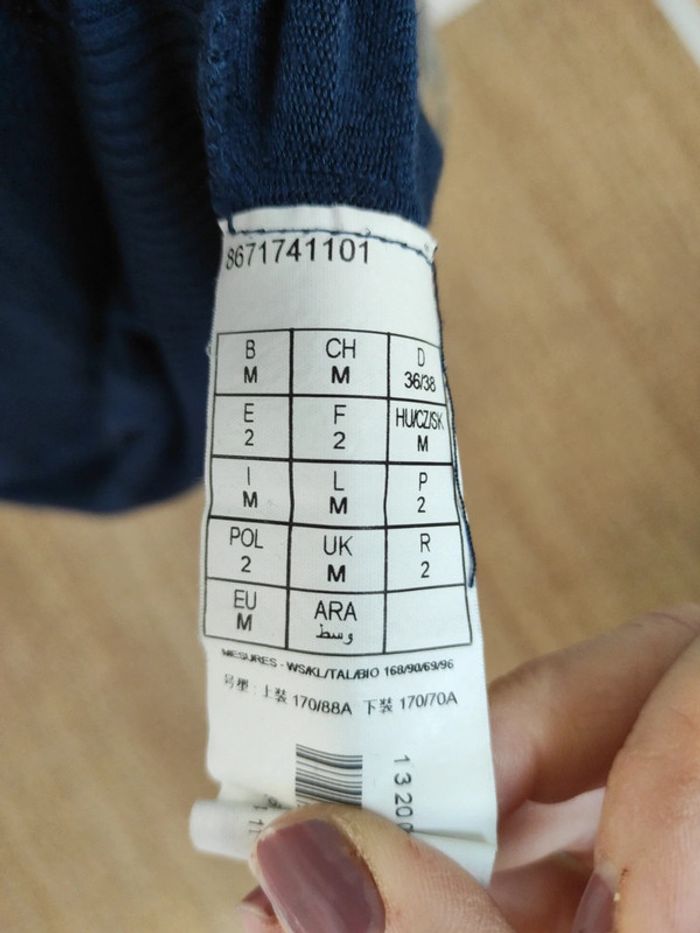 8671741101
B CH D
M M 36/38
E F HU/CZ/SK
2 2 M
I L P
M M 2
POL UK R
2 M 2
EU ARA
M وسط
MESURES - WS/KL/TAL/BIO 168/90/69/96
号型：上装 170/88A 下装 170/70A
1320